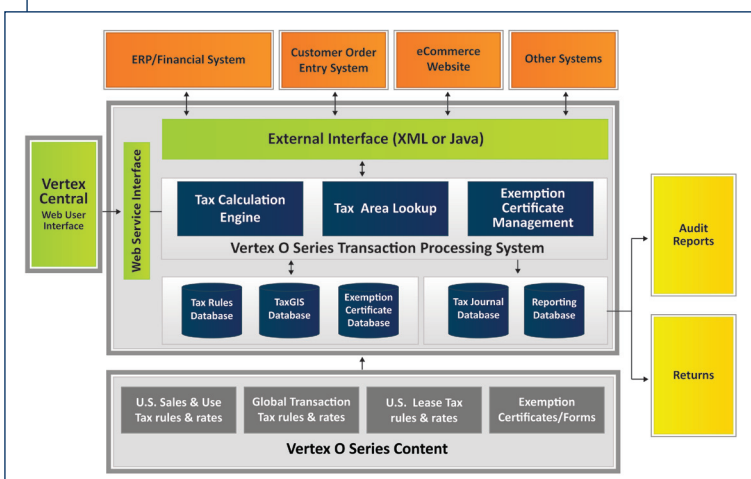 ERP/Financial System
Customer Order
Entry System
eCommerce
Website
Other Systems
External Interface (XML or Java)
Vertex
Central
Web User
Interface
Web Service Interface
Tax Calculation
Engine
Tax Area Lookup
Exemption
Certificate
Management
Vertex O Series Transaction Processing System
Tax Rules
Database
TaxGIS
Database
Exemption
Certificate
Database
Tax Journal
Database
Reporting
Database
Audit
Reports
Returns
U.S. Sales & Use
Tax rules & rates
Global Transaction
Tax rules & rates
U.S. Lease Tax
rules & rates
Exemption
Certificates/Forms
Vertex O Series Content